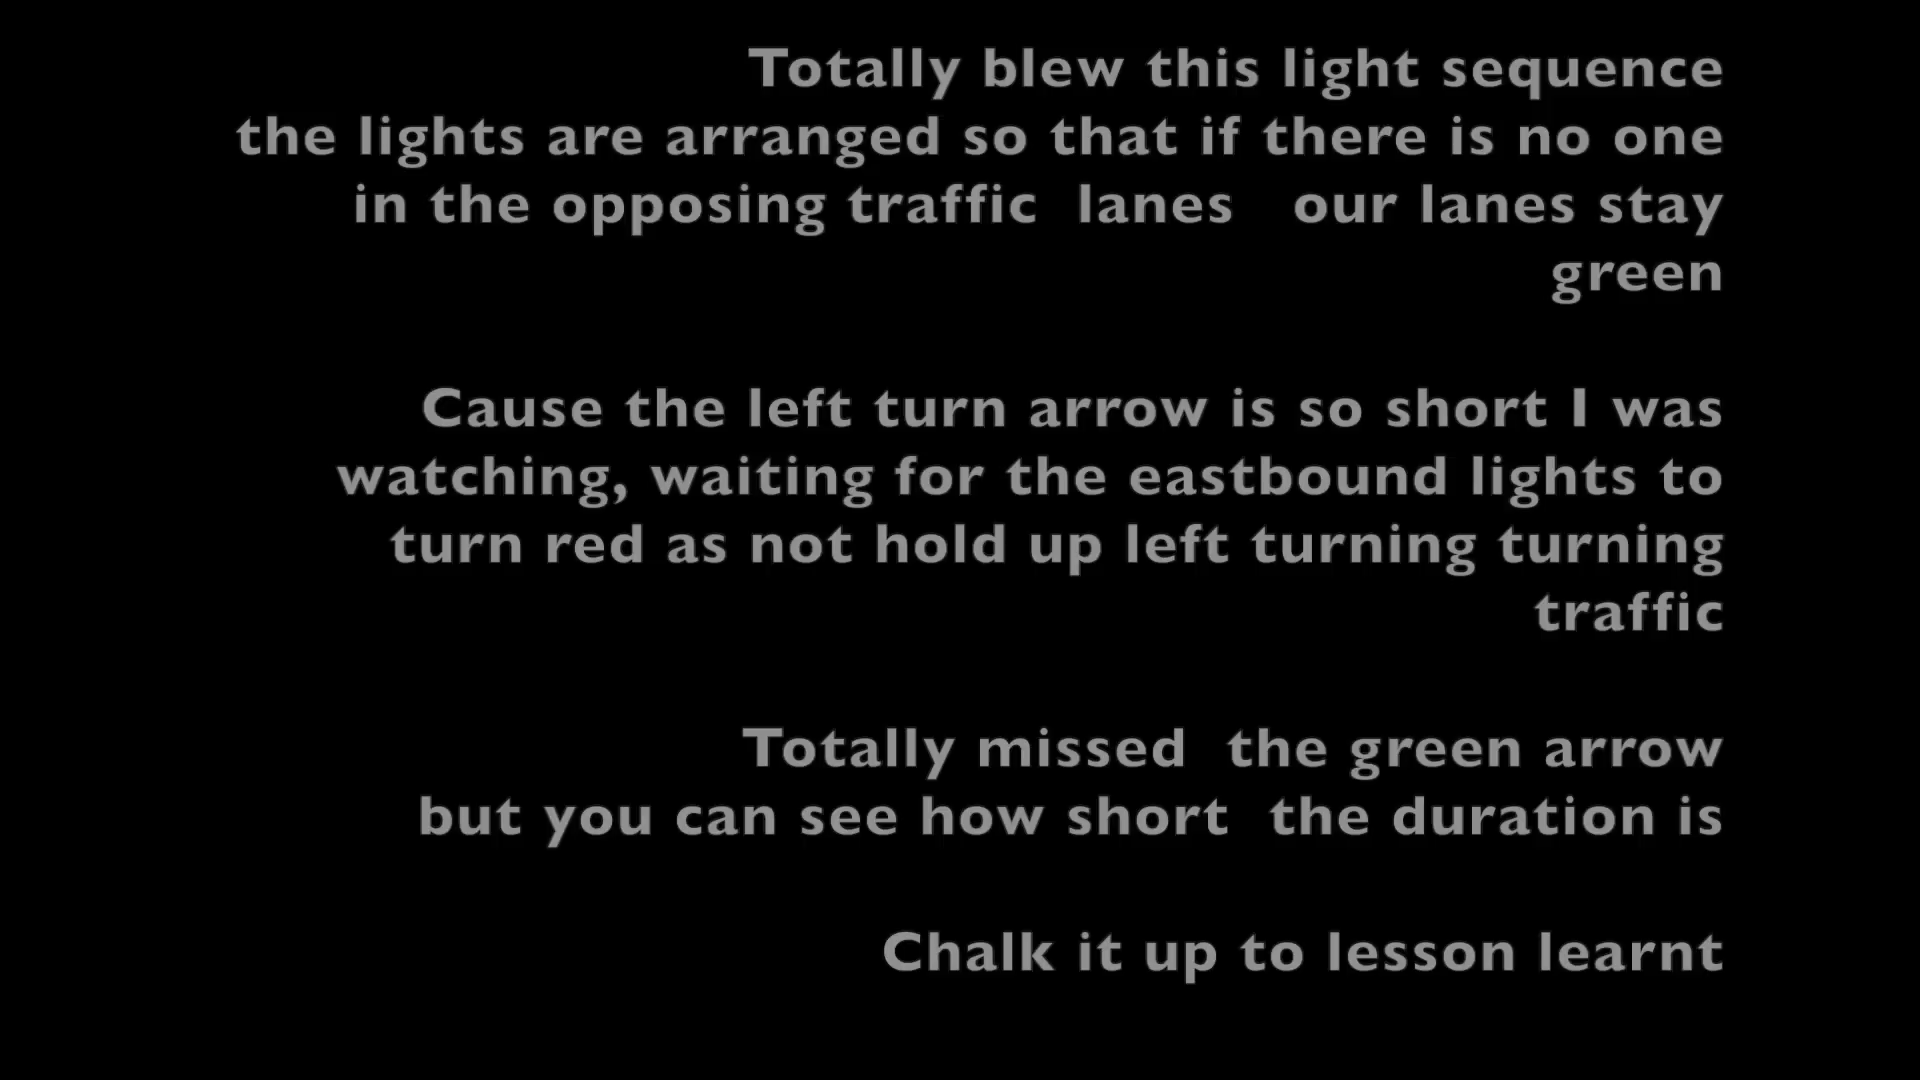 Totally blew this light sequence
the lights are arranged so that if there is no one
in the opposing traffic  lanes   our lanes stay
green
Cause the left turn arrow is so short I was
watching, waiting for the eastbound lights to
turn red as not hold up left turning turning
traffic
Totally missed  the green arrow
but you can see how short  the duration is
Chalk it up to lesson learnt